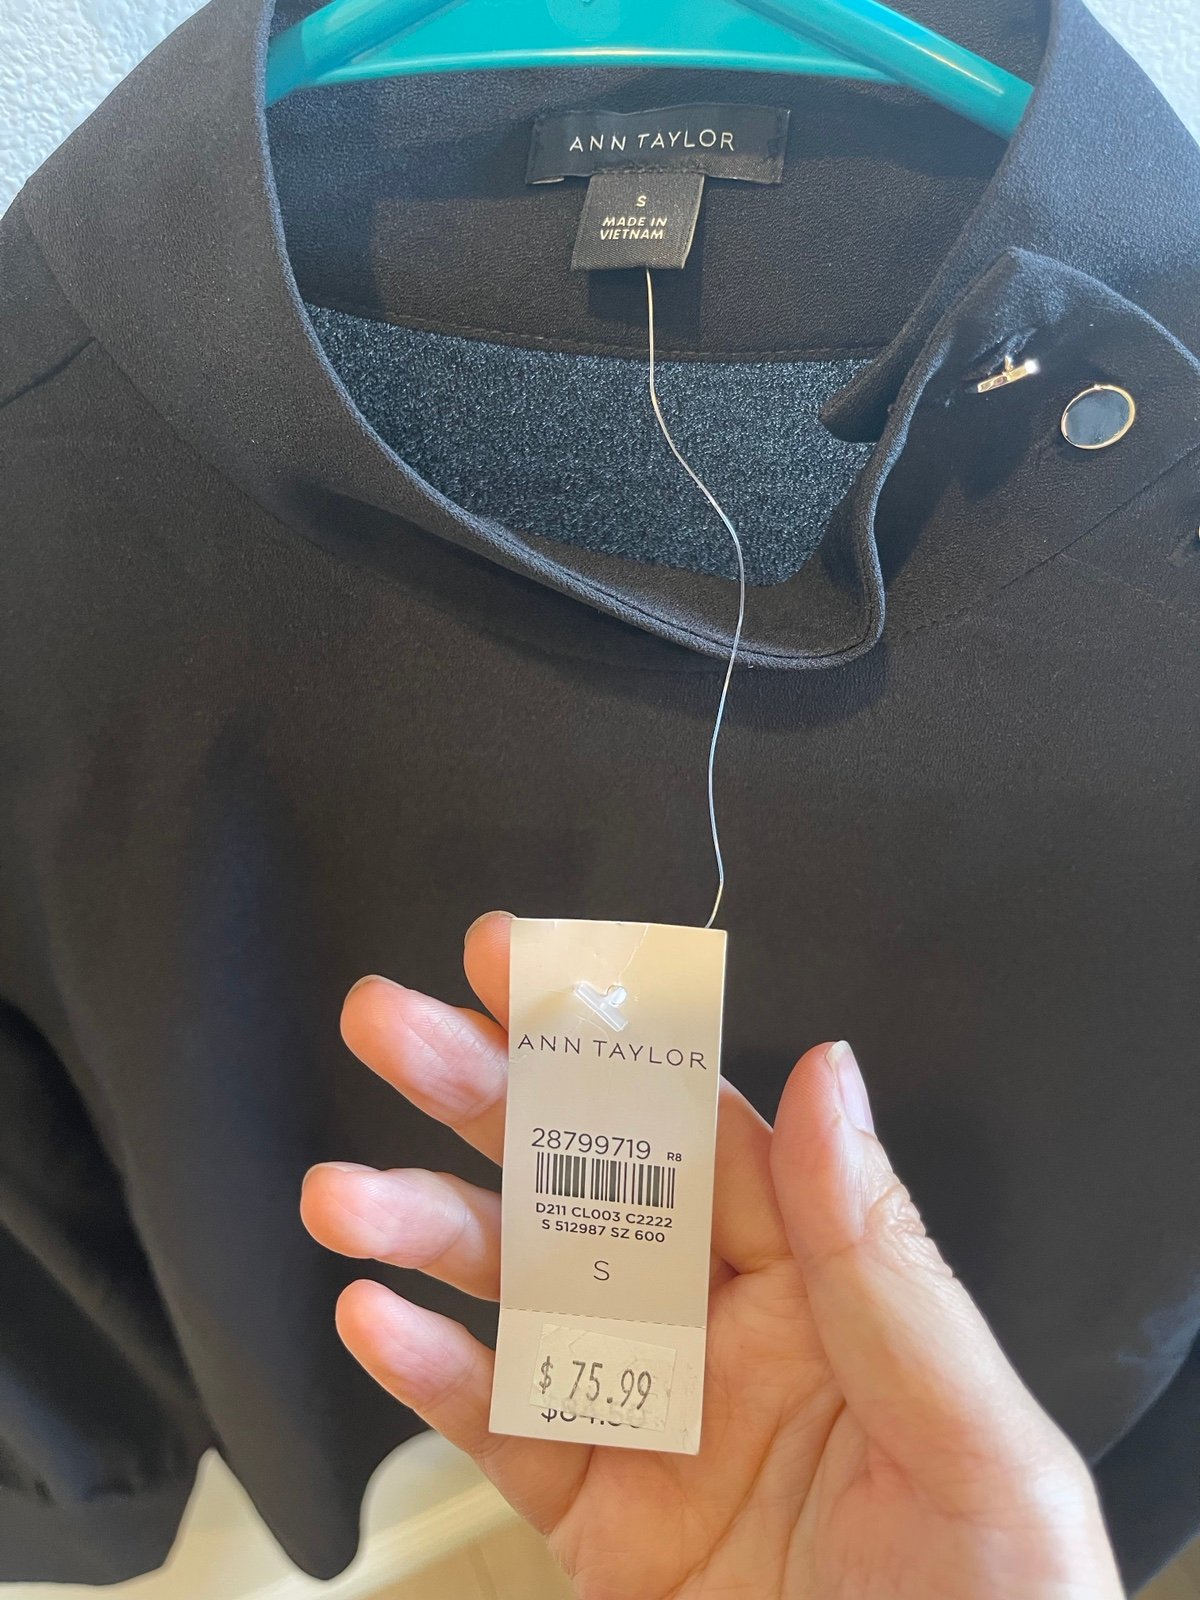 ANN TAYLOR
S
MADE IN
VIETNAM
ANN TAYLOR
28799719 R8
D211 CL003 C2222
S 512987 SZ 600
S
$ 75.99